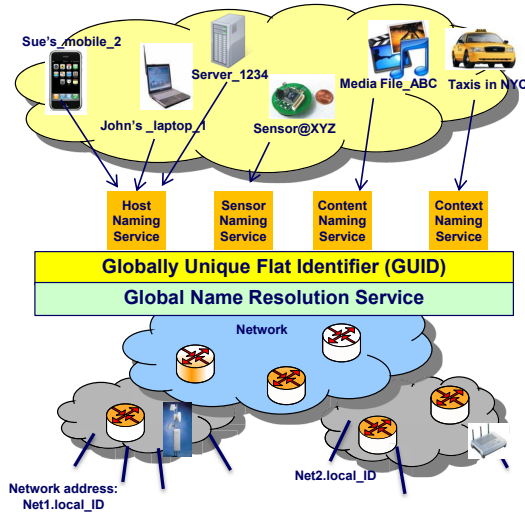 Sue's_mobile_2
Server_1234
Media File_ABC
Taxis in NYC
John's _laptop_1
Sensor@XYZ
Host
Naming
Service
Sensor
Naming
Service
Content
Naming
Service
Context
Naming
Service
Globally Unique Flat Identifier (GUID)
Global Name Resolution Service
Network
Net2.local_ID
Network address:
Net1.local_ID